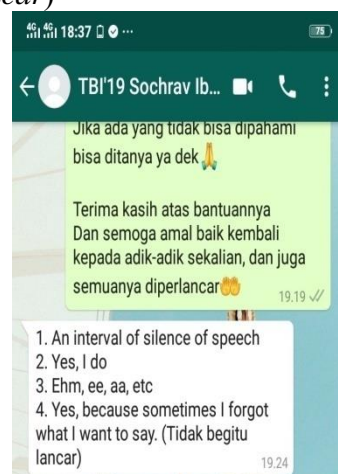 ear)
18:37
75
TBI'19 Sochrav Ib...
Jika ada yang tidak bisa dipahami
bisa ditanya ya dek 🙏
Terima kasih atas bantuannya
Dan semoga amal baik kembali
kepada adik-adik sekalian, dan juga
semuanya diperlancar🤲
19.19
1. An interval of silence of speech
2. Yes, I do
3. Ehm, ee, aa, etc
4. Yes, because sometimes I forgot
what I want to say. (Tidak begitu
lancar)
19.24